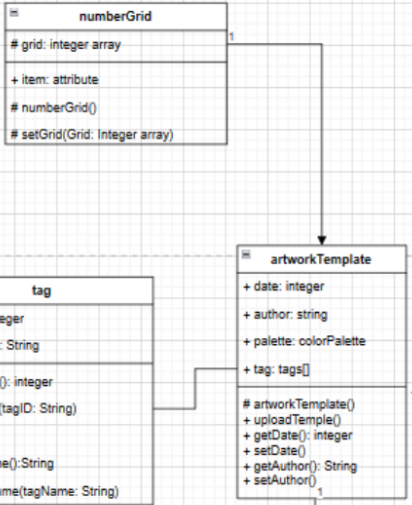 numberGrid
# grid: integer array
1
+ item: attribute
# numberGrid()
# setGrid(Grid: Integer array)
artworkTemplate
+ date: integer
+ author: string
+ palette: colorPalette
+ tag: tags[]
# artworkTemplate()
+ uploadTemple()
+ getDate(): integer
+ setDate()
+ getAuthor(): String
+ setAuthor()
1
tag
eger
: String
(): integer
(tagID: String)
me():String
ame(tagName: String)